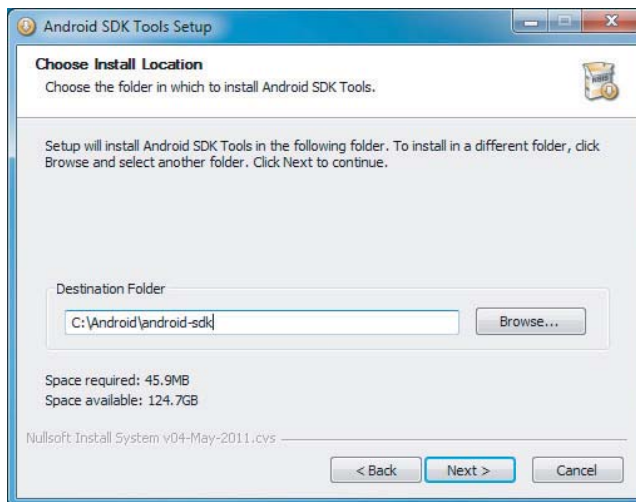 Android SDK Tools Setup
Choose Install Location
Choose the folder in which to install Android SDK Tools.
Setup will install Android SDK Tools in the following folder. To install in a different folder, click
Browse and select another folder. Click Next to continue.
Destination Folder
C:\Android\android-sdk
Browse...
Space required: 45.9MB
Space available: 124.7GB
Nullsoft Install System v04-May-2011.cvs
< Back
Next >
Cancel